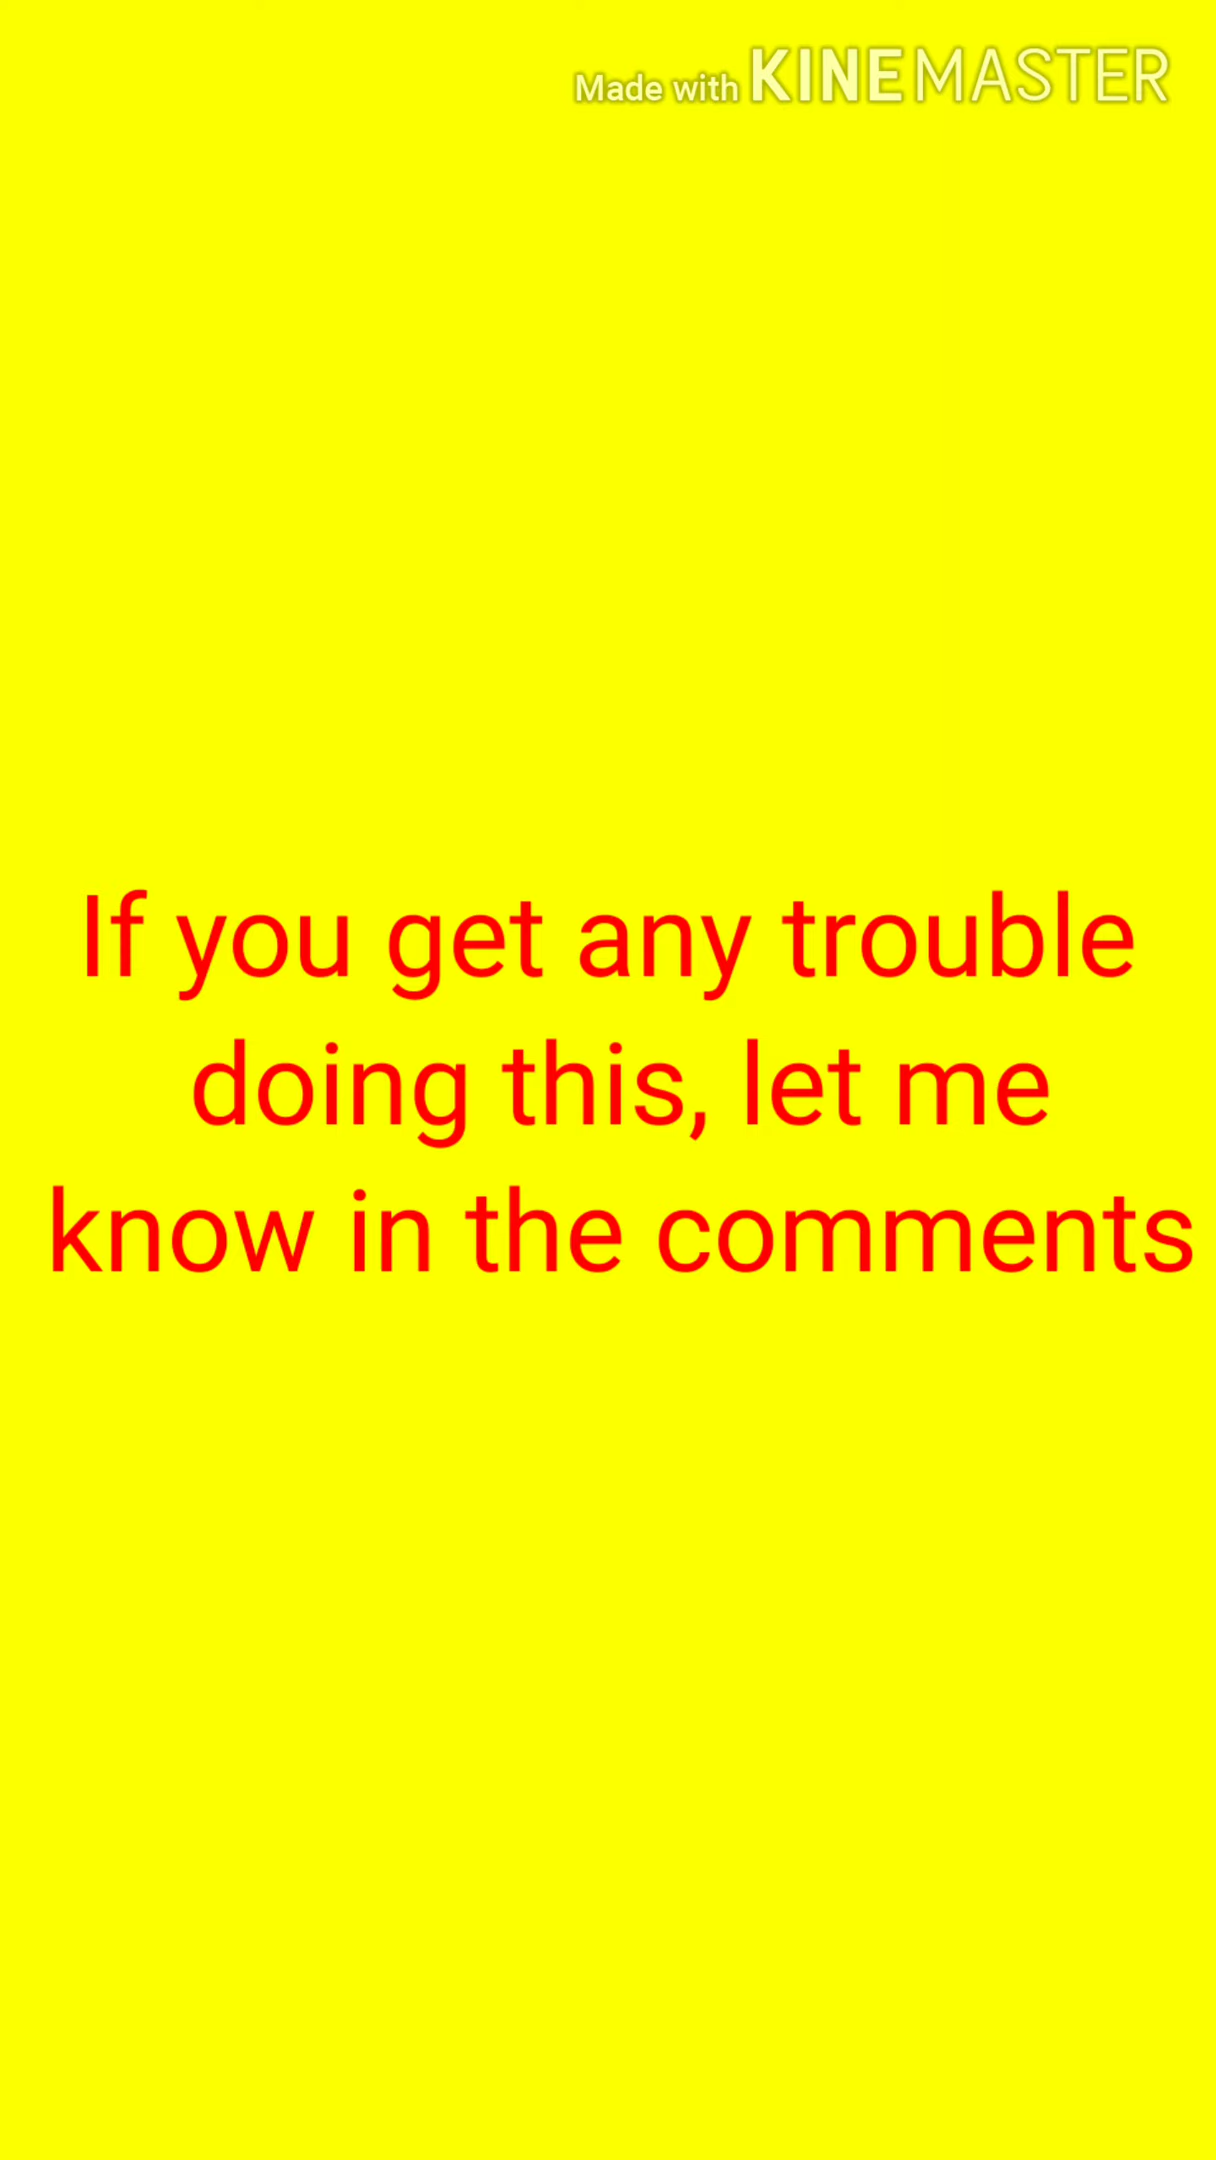 Made with KINEMASTER
If you get any trouble
doing this, let me
know in the comments